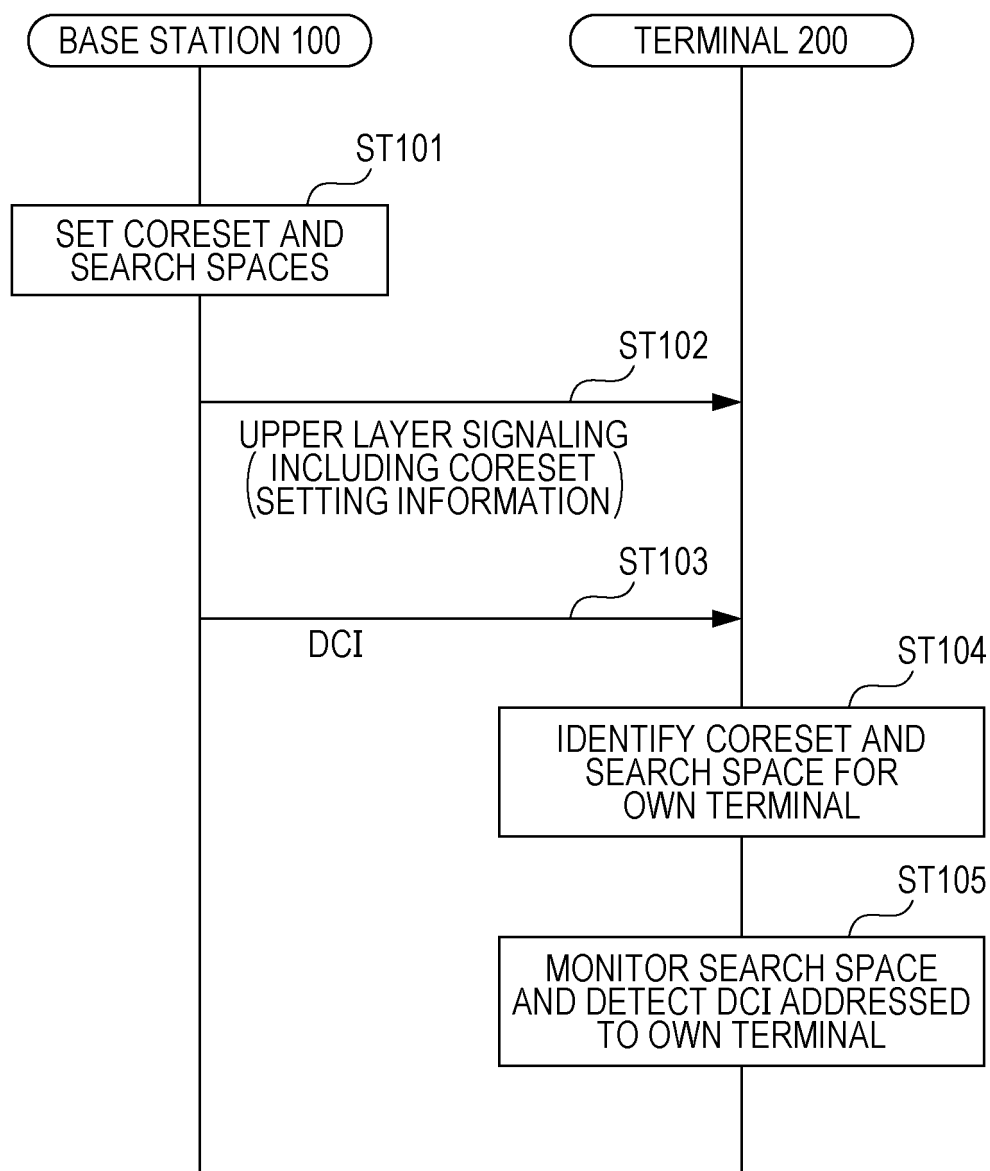 BASE STATION 100
TERMINAL 200
ST101
SET CORESET AND
SEARCH SPACES
ST102
UPPER LAYER SIGNALING
(INCLUDING CORESET
SETTING INFORMATION)
ST103
DCI
ST104
IDENTIFY CORESET AND
SEARCH SPACE FOR
OWN TERMINAL
ST105
MONITOR SEARCH SPACE
AND DETECT DCI ADDRESSED
TO OWN TERMINAL